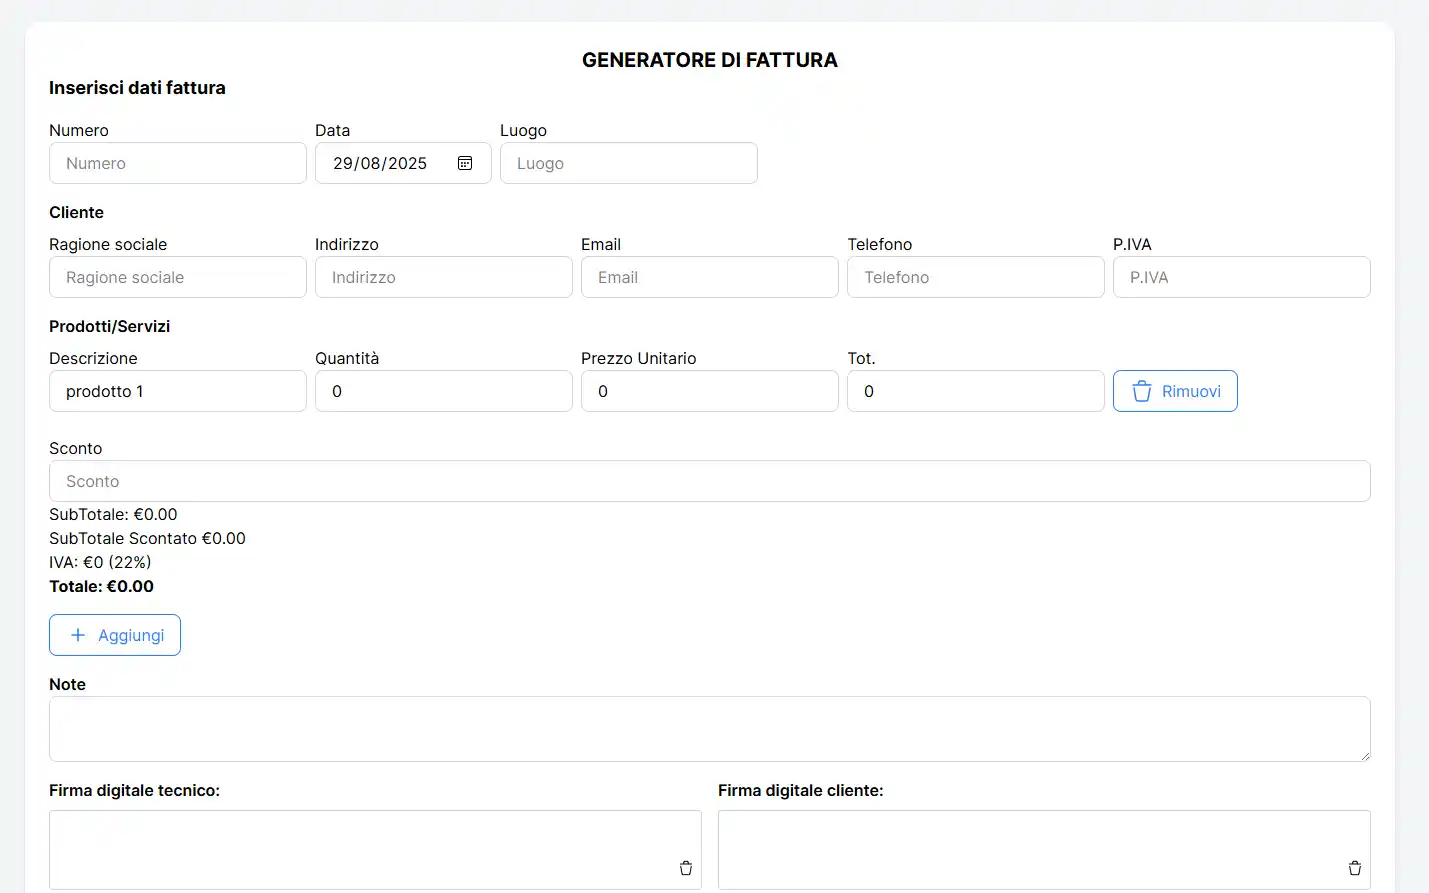 GENERATORE DI FATTURA
Inserisci dati fattura
Numero Data Luogo
Numero 29/08/2025 Luogo
Cliente
Ragione sociale Indirizzo Email Telefono P.IVA
Ragione sociale Indirizzo Email Telefono P.IVA
Prodotti/Servizi
Descrizione Quantità Prezzo Unitario Tot.
prodotto 1 0 0 0 Rimuovi
Sconto
Sconto
SubTotale: €0.00
SubTotale Scontato €0.00
IVA: €0 (22%)
Totale: €0.00
+ Aggiungi
Note
Firma digitale tecnico: Firma digitale cliente: